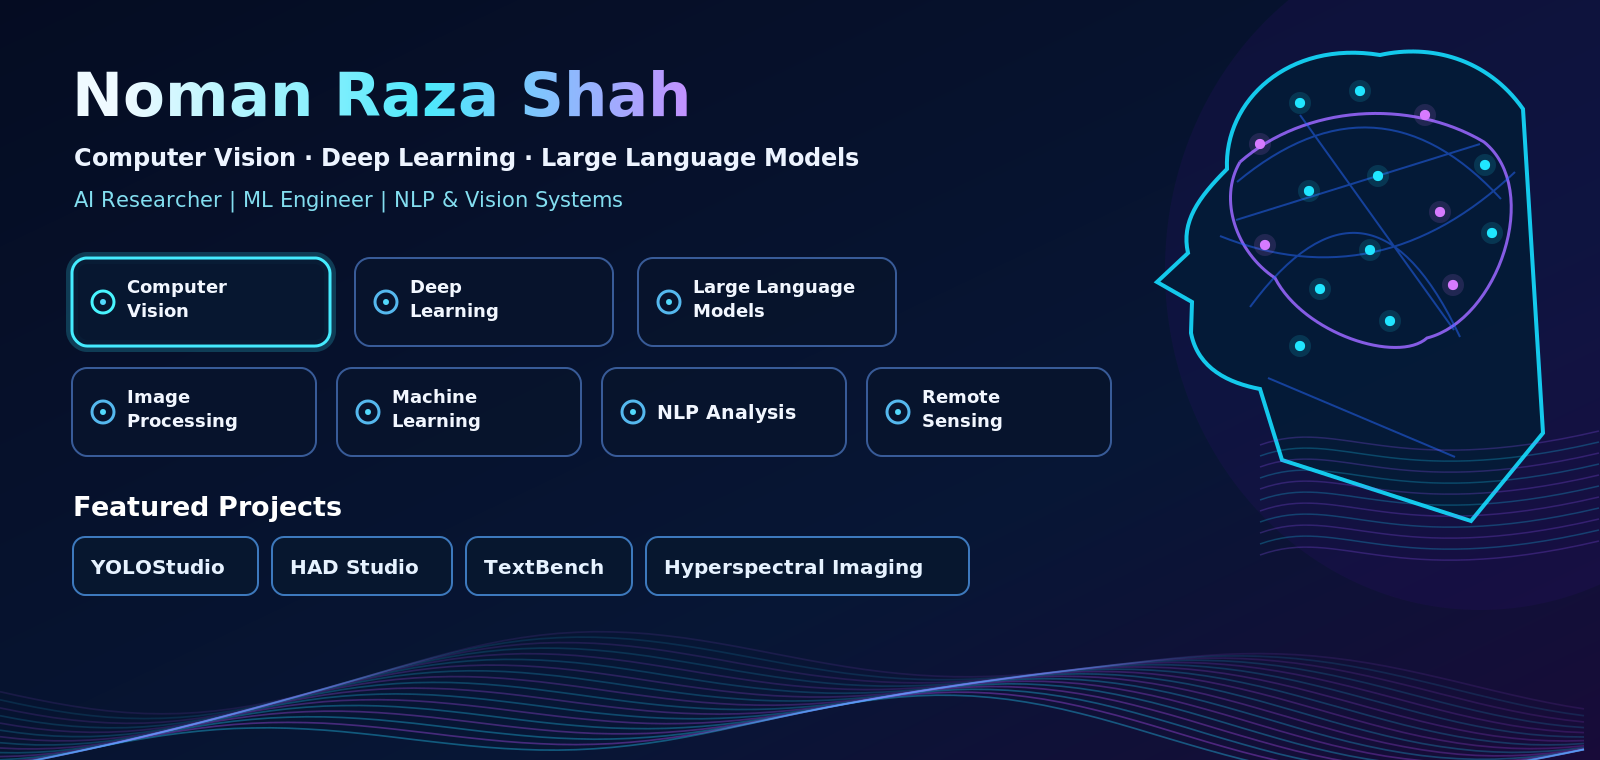 Noman Raza Shah
Computer Vision · Deep Learning · Large Language Models
AI Researcher | ML Engineer | NLP & Vision Systems
Computer
Vision
Deep
Learning
Large Language
Models
Image
Processing
Machine
Learning
NLP Analysis
Remote
Sensing
Featured Projects
YOLOStudio
HAD Studio
TextBench
Hyperspectral Imaging